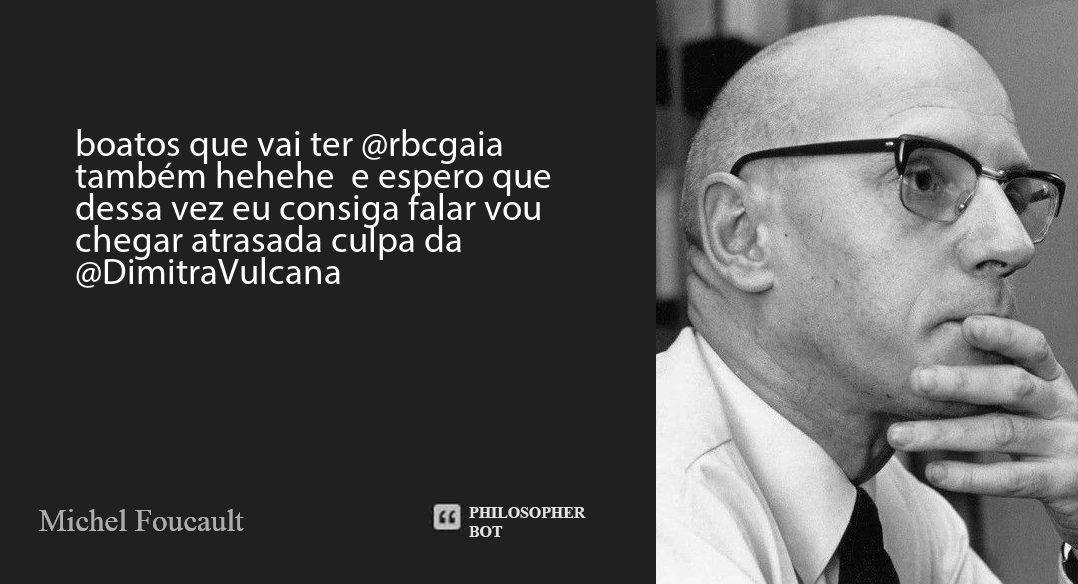 boatos que vai ter @rbcgaia
também hehehe  e espero que
dessa vez eu consiga falar vou
chegar atrasada culpa da
@DimitraVulcana
Michel Foucault
PHILOSOPHER
BOT